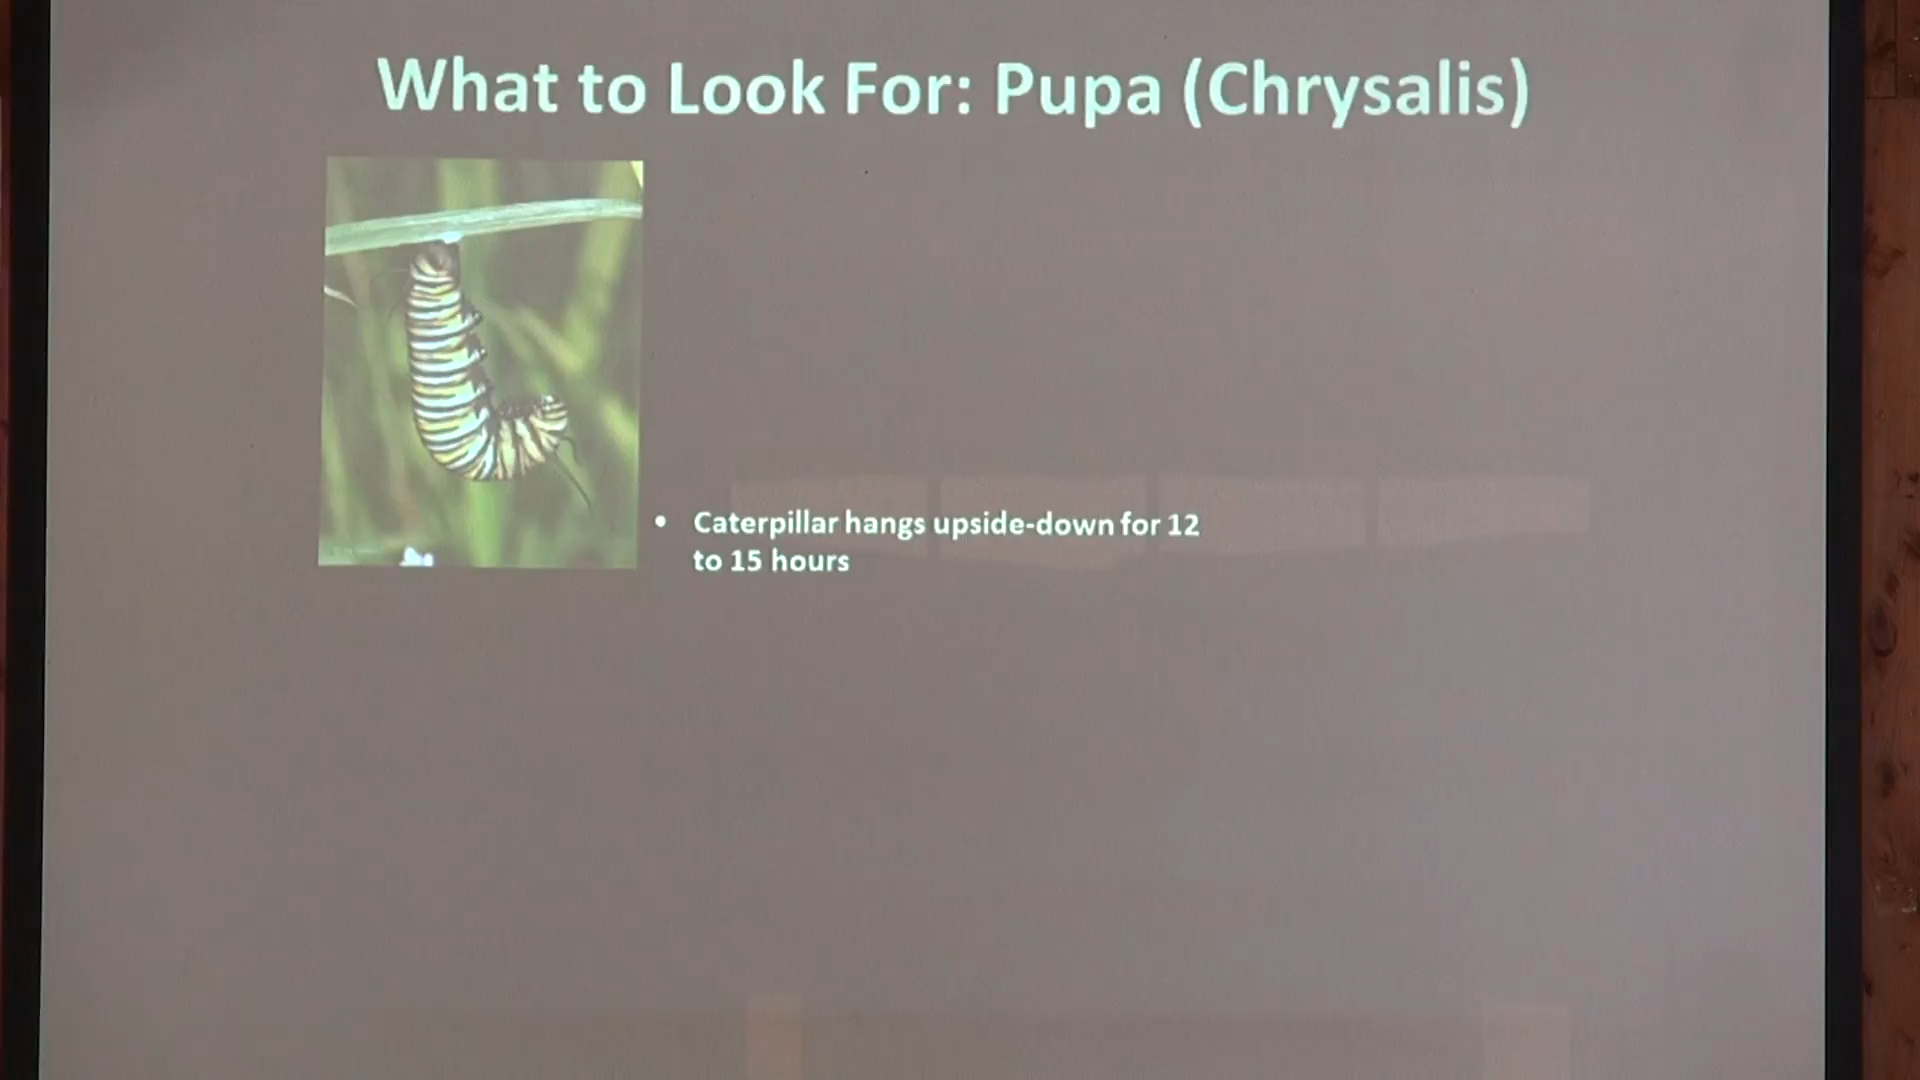 What to Look For: Pupa (Chrysalis)
• Caterpillar hangs upside-down for 12
to 15 hours